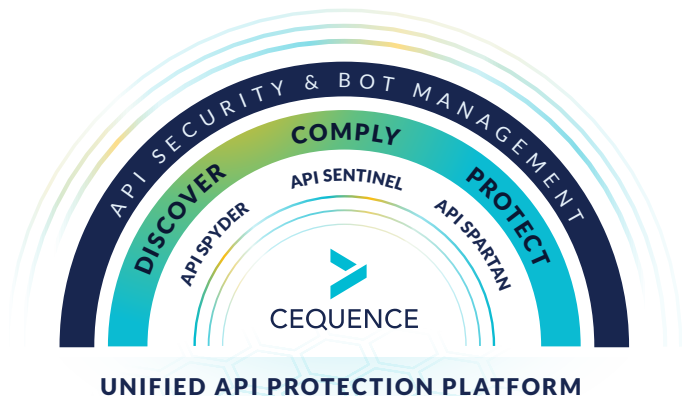 API SECURITY & BOT MANAGEMENT
DISCOVER
COMPLY
PROTECT
API SPYDER
API SENTINEL
API SPARTAN
CEQUENCE
UNIFIED API PROTECTION PLATFORM